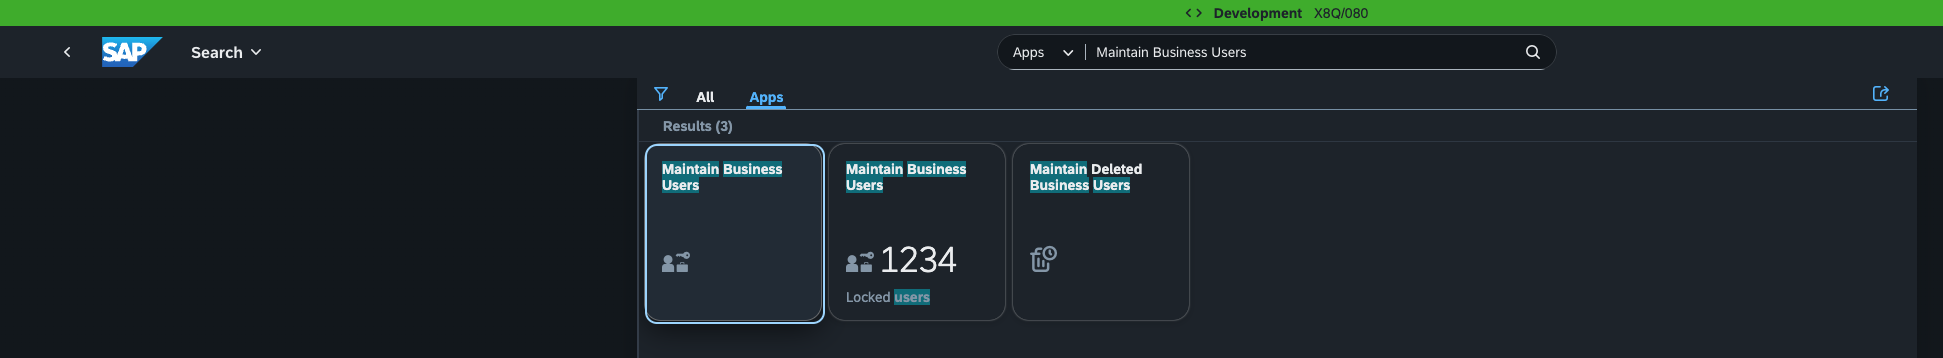 Development X8Q/080
SAP Search Apps Maintain Business Users
All Apps
Results (3)
Maintain Business
Users
Maintain Business
Users
1234
Locked users
Maintain Deleted
Business Users